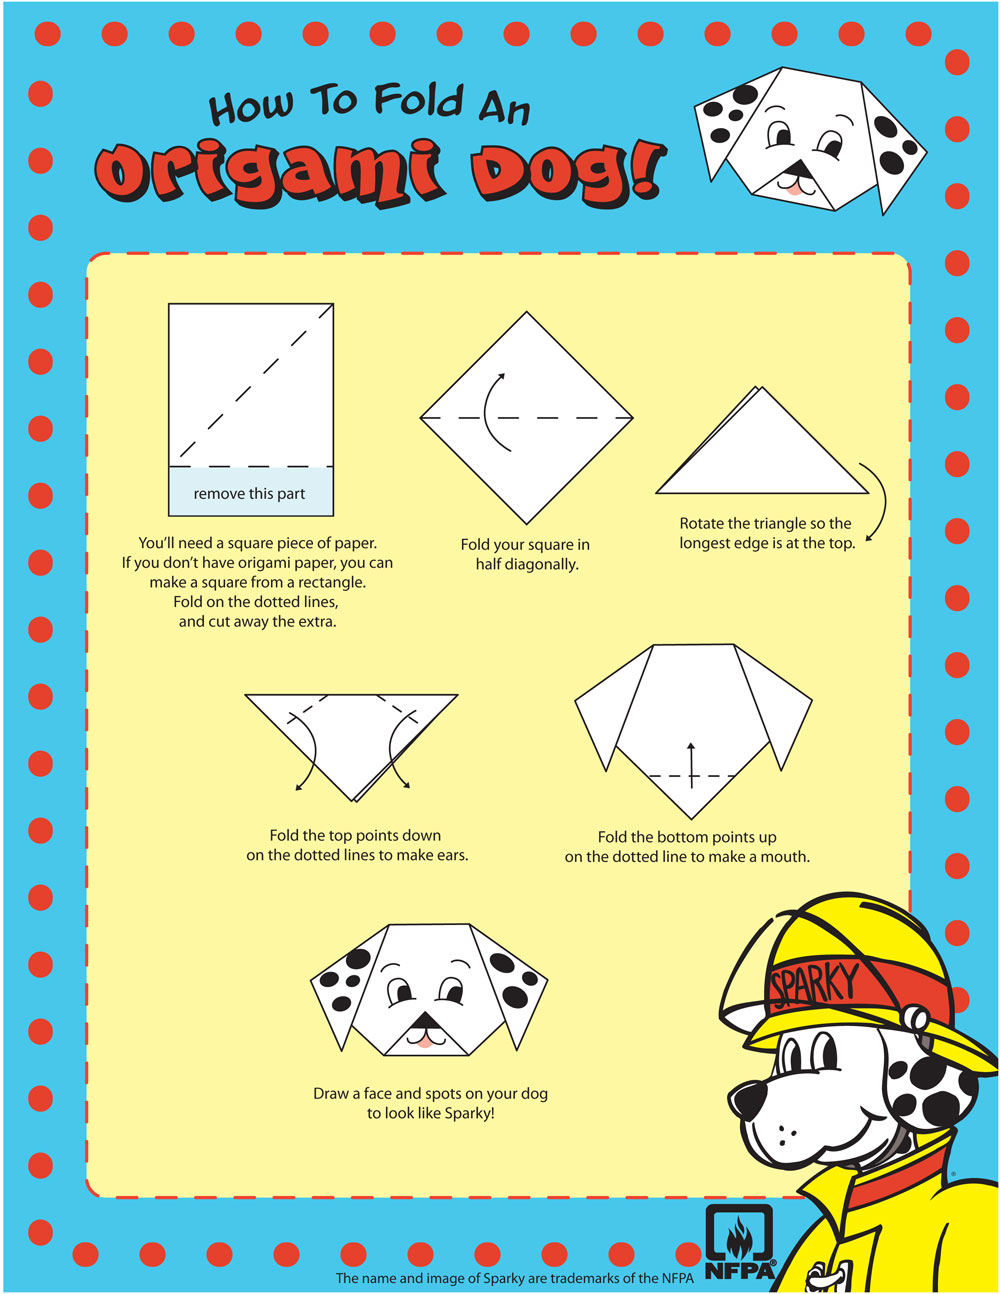 How To Fold An
Origami Dog!
remove this part
You'll need a square piece of paper.
If you don't have origami paper, you can
make a square from a rectangle.
Fold on the dotted lines,
and cut away the extra.
Fold your square in
half diagonally.
Rotate the triangle so the
longest edge is at the top.
Fold the top points down
on the dotted lines to make ears.
Fold the bottom points up
on the dotted line to make a mouth.
Draw a face and spots on your dog
to look like Sparky!
SPARKY
®
NFPA®
The name and image of Sparky are trademarks of the NFPA